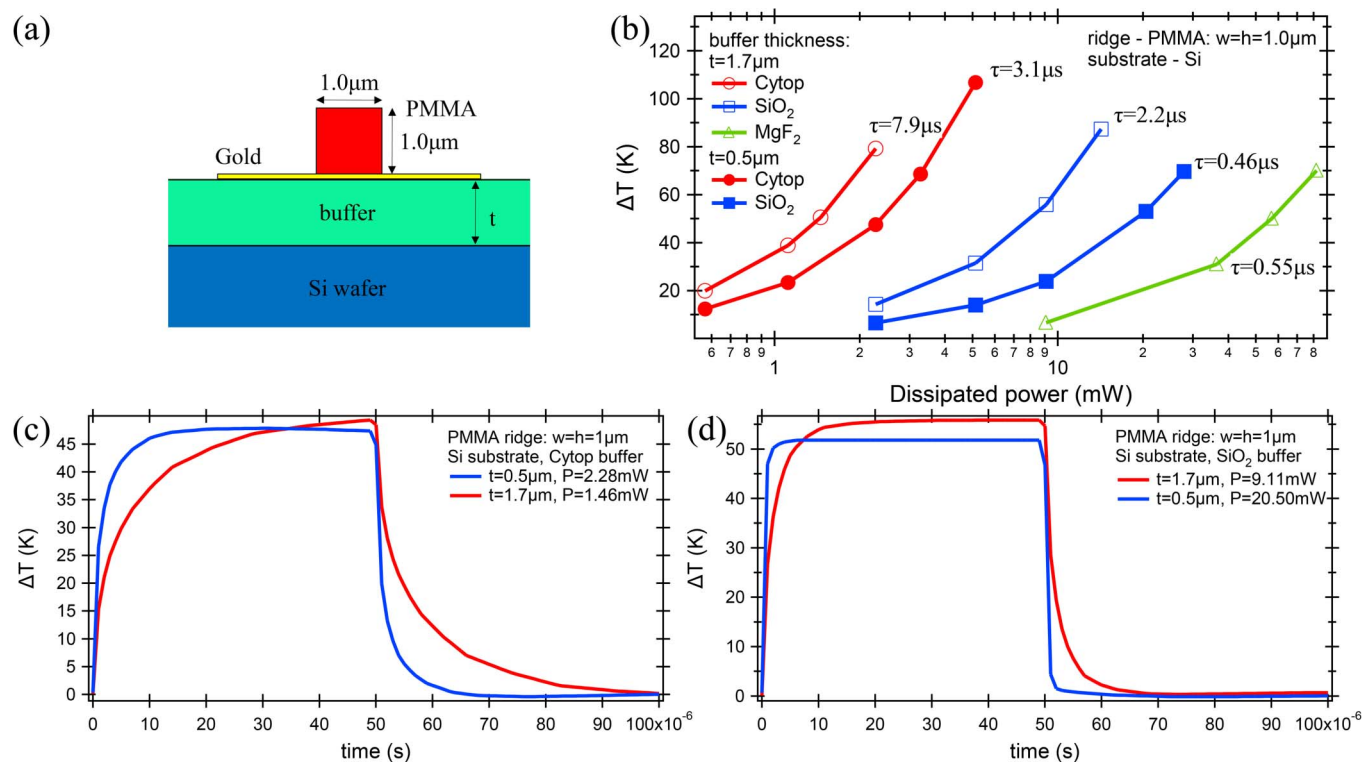 (a)
1.0μm
PMMA
1.0μm
Gold
buffer
t
Si wafer
(b)
ΔT (K)
120
100
80
60
40
20
buffer thickness:
t=1.7μm
Cytop
SiO₂
MgF₂
t=0.5μm
Cytop
SiO₂
ridge - PMMA: w=h=1.0μm
substrate - Si
τ=3.1μs
τ=7.9μs
τ=2.2μs
τ=0.46μs
τ=0.55μs
6 7 8 9 1 2 3 4 5 6 7 8 9 10 2 3 4 5 6 7 8
Dissipated power (mW)
(c)
ΔT (K)
45
40
35
30
25
20
15
10
5
0
PMMA ridge: w=h=1μm
Si substrate, Cytop buffer
t=0.5μm, P=2.28mW
t=1.7μm, P=1.46mW
0 10 20 30 40 50 60 70 80 90 100x10⁻⁶
time (s)
(d)
ΔT (K)
50
40
30
20
10
0
PMMA ridge: w=h=1μm
Si substrate, SiO₂ buffer
t=1.7μm, P=9.11mW
t=0.5μm, P=20.50mW
0 10 20 30 40 50 60 70 80 90 100x10⁻⁶
time (s)